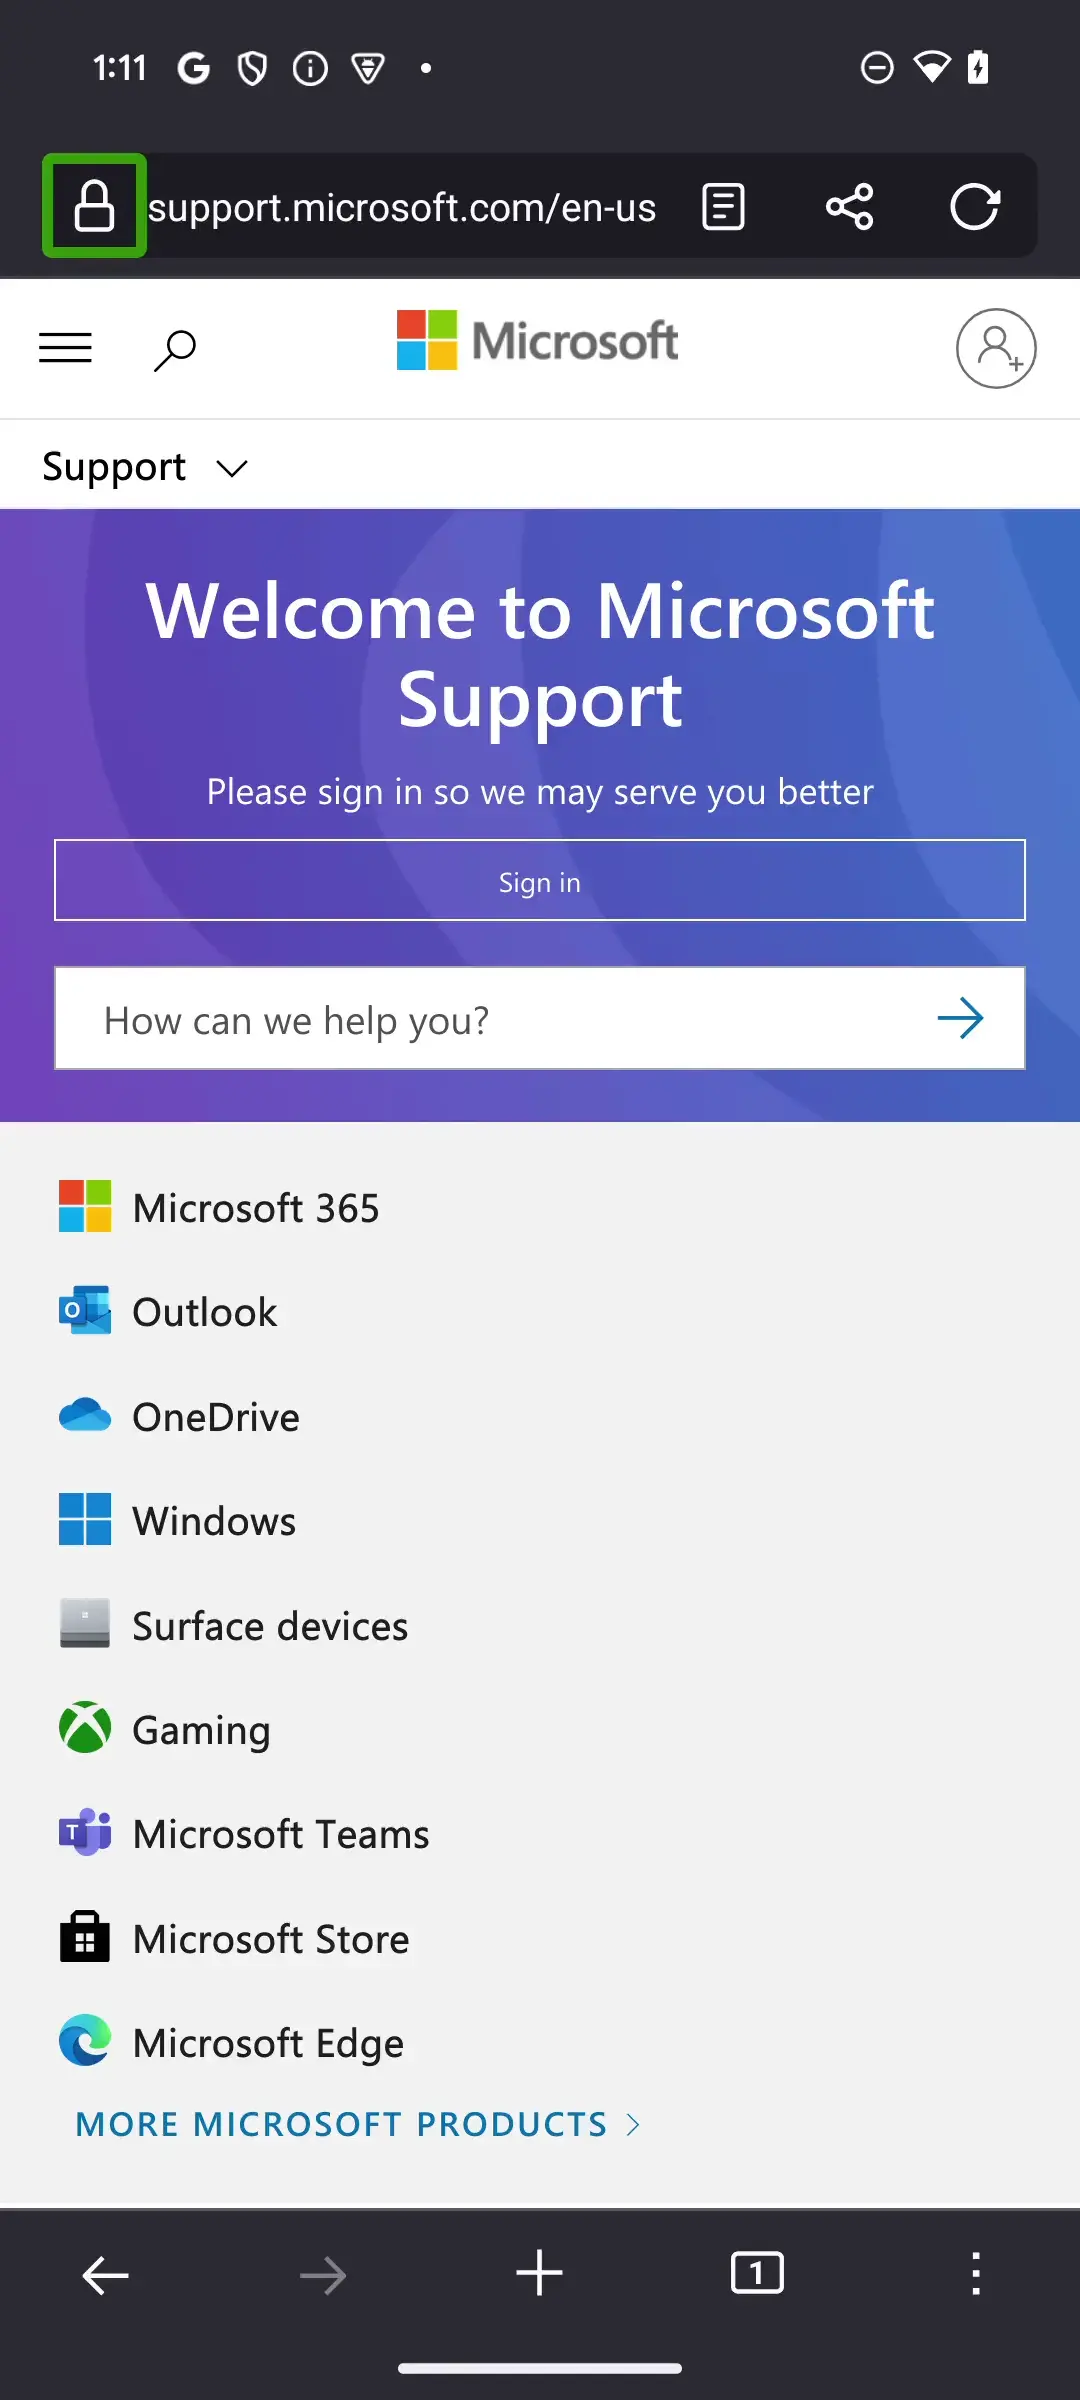 1:11
support.microsoft.com/en-us
Microsoft
Support
Welcome to Microsoft
Support
Please sign in so we may serve you better
Sign in
How can we help you?
Microsoft 365
Outlook
OneDrive
Windows
Surface devices
Gaming
Microsoft Teams
Microsoft Store
Microsoft Edge
MORE MICROSOFT PRODUCTS
1